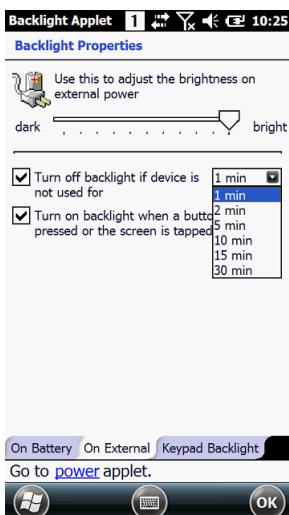 Backlight Applet 1 10:25
Backlight Properties
Use this to adjust the brightness on
external power
dark bright
Turn off backlight if device is 1 min
not used for
1 min
Turn on backlight when a butto 2 min
pressed or the screen is tapped 5 min
10 min
15 min
30 min
On Battery On External Keypad Backlight
Go to power applet.
OK